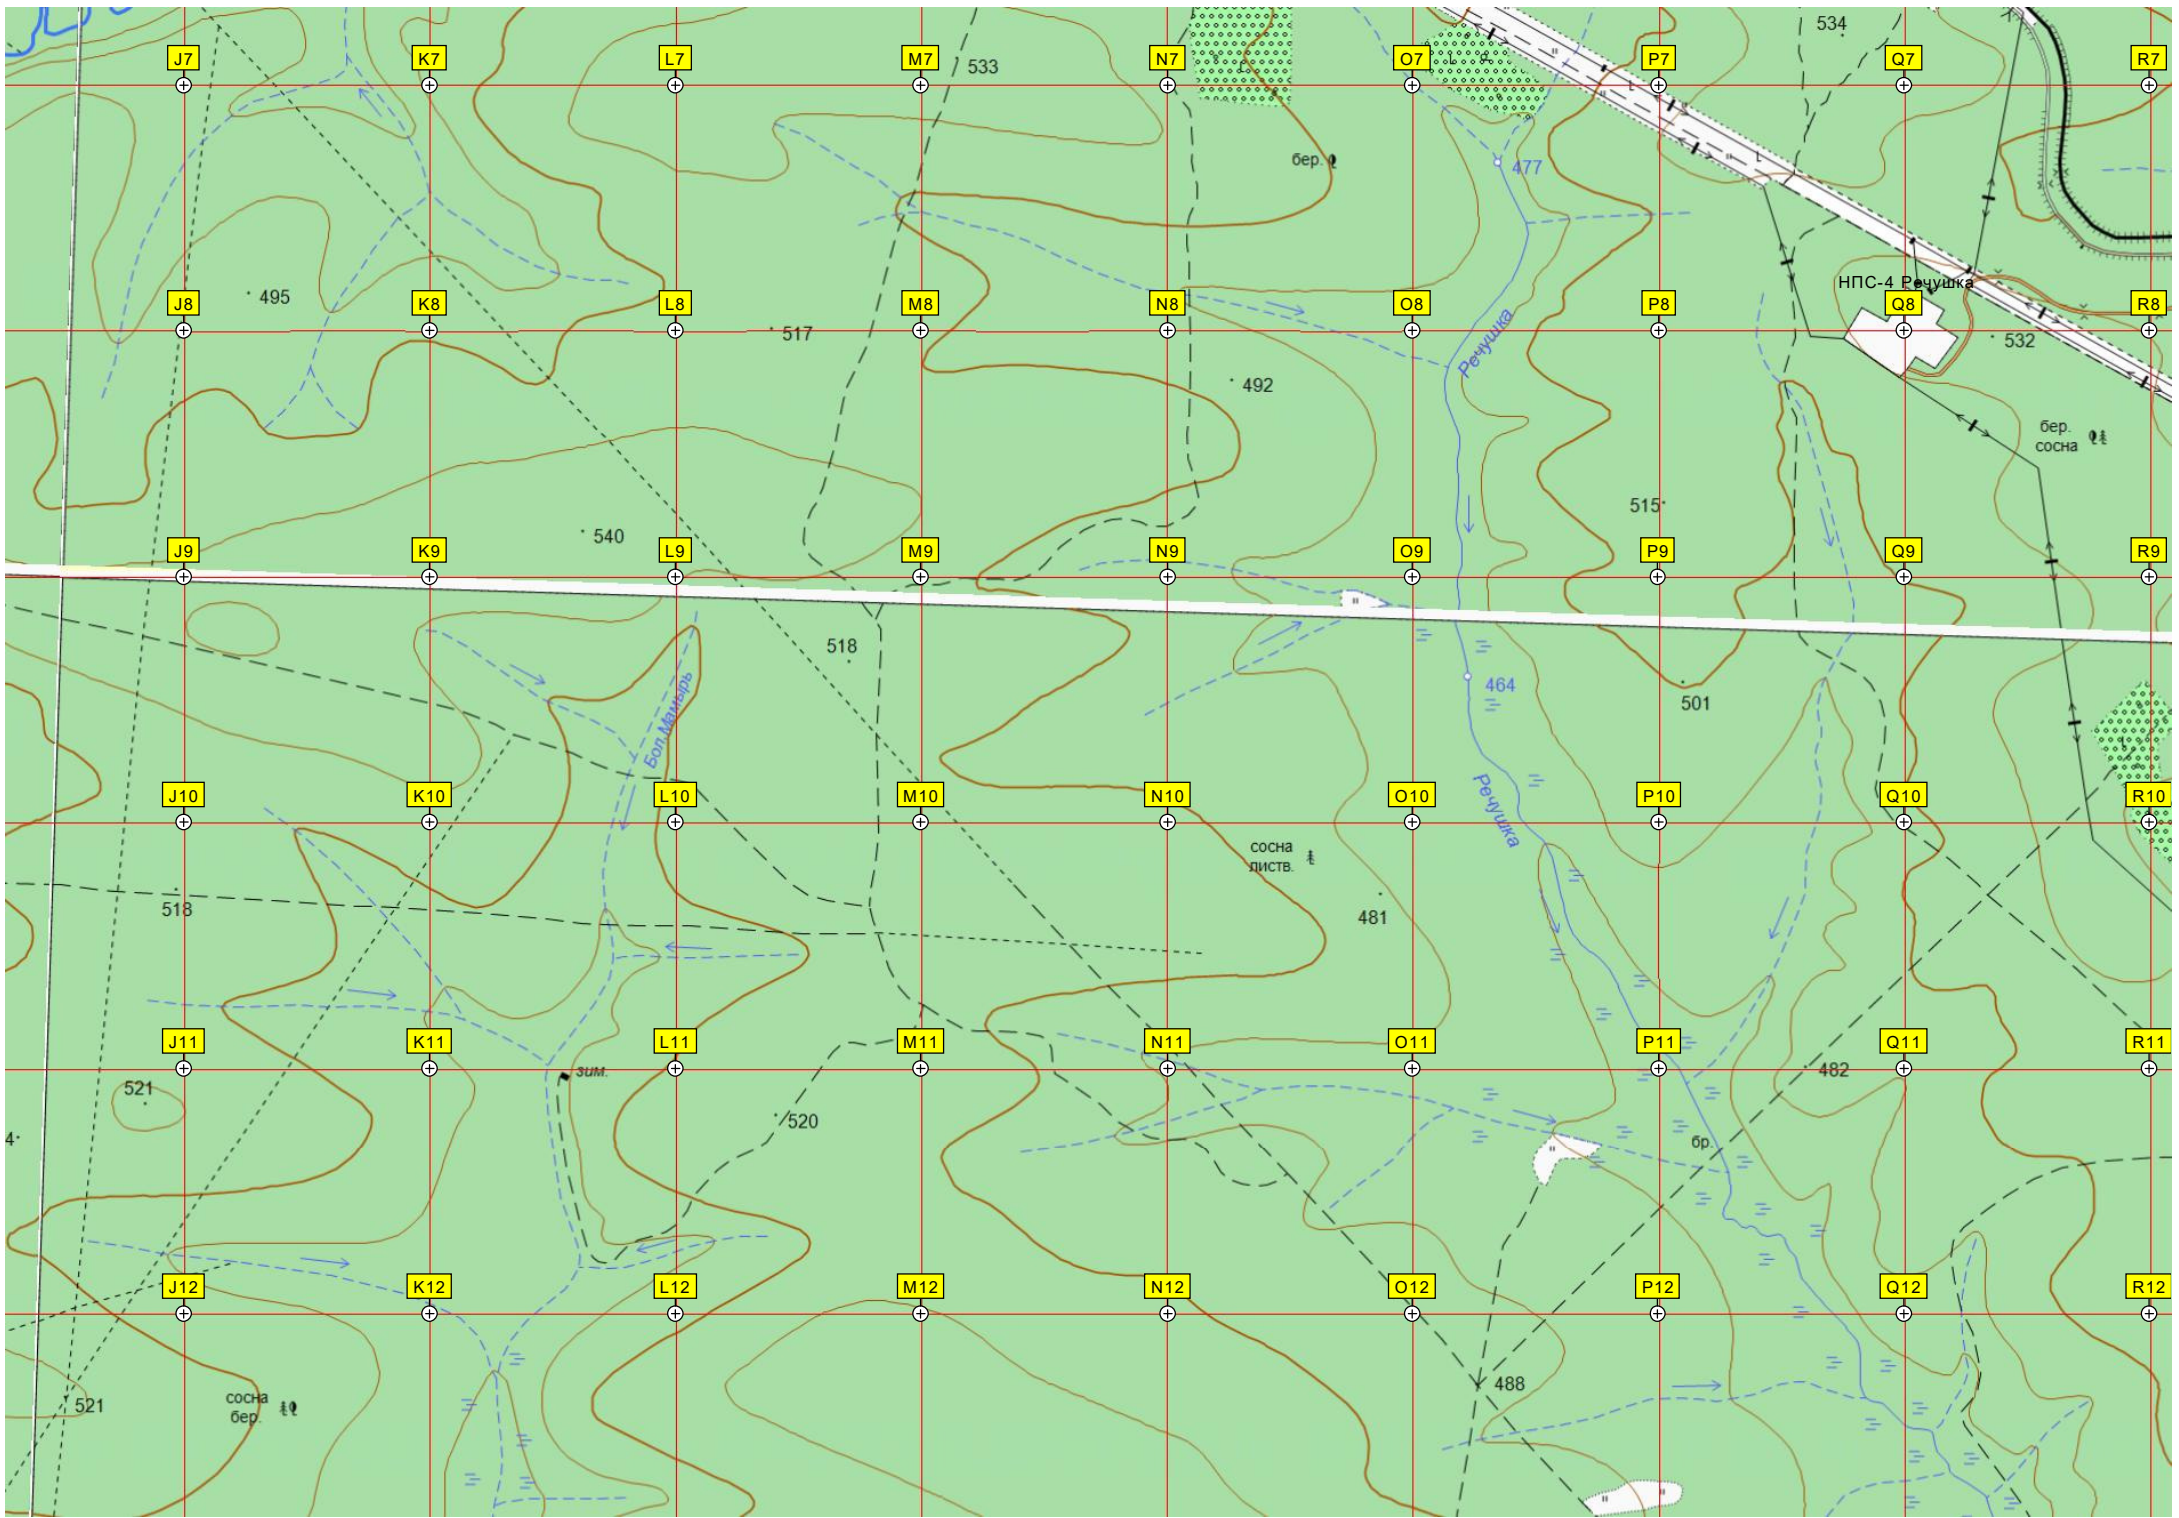 534
J7
K7
L7
M7
533
N7
O7
P7
Q7
R7
бер.
477
НПС-4 Речушка
495
J8
K8
L8
517
M8
N8
O8
Речушка
P8
Q8
532
R8
492
бер.
сосна
515
540
J9
K9
L9
M9
N9
O9
P9
Q9
R9
518
Бол.Мамырь
464
501
J10
K10
L10
M10
N10
O10
Речушка
P10
Q10
R10
сосна
листв.
518
481
J11
K11
зим.
L11
M11
N11
O11
P11
482
Q11
R11
521
520
4
бр.
J12
K12
L12
M12
N12
O12
P12
Q12
R12
488
521
сосна
бер.